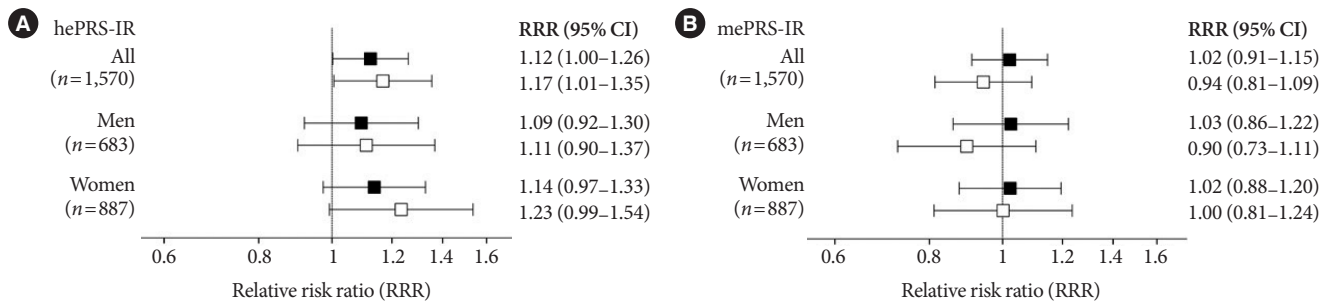 A hePRS-IR RRR (95% CI)
All 1.12 (1.00–1.26)
(n=1,570) 1.17 (1.01–1.35)
Men 1.09 (0.92–1.30)
(n=683) 1.11 (0.90–1.37)
Women 1.14 (0.97–1.33)
(n=887) 1.23 (0.99–1.54)
0.6 0.8 1 1.2 1.4 1.6
Relative risk ratio (RRR)
B mePRS-IR RRR (95% CI)
All 1.02 (0.91–1.15)
(n=1,570) 0.94 (0.81–1.09)
Men 1.03 (0.86–1.22)
(n=683) 0.90 (0.73–1.11)
Women 1.02 (0.88–1.20)
(n=887) 1.00 (0.81–1.24)
0.6 0.8 1 1.2 1.4 1.6
Relative risk ratio (RRR)